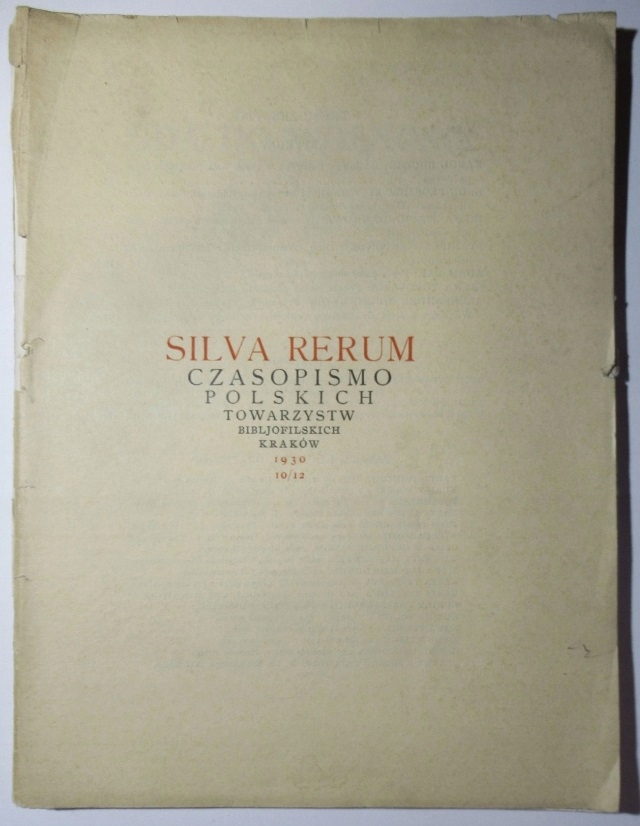 SILVA RERUM
CZASOPISMO
POLSKICH
TOWARZYSTW
BIBLJOFILSKICH
KRAKÓW
1930
10/12